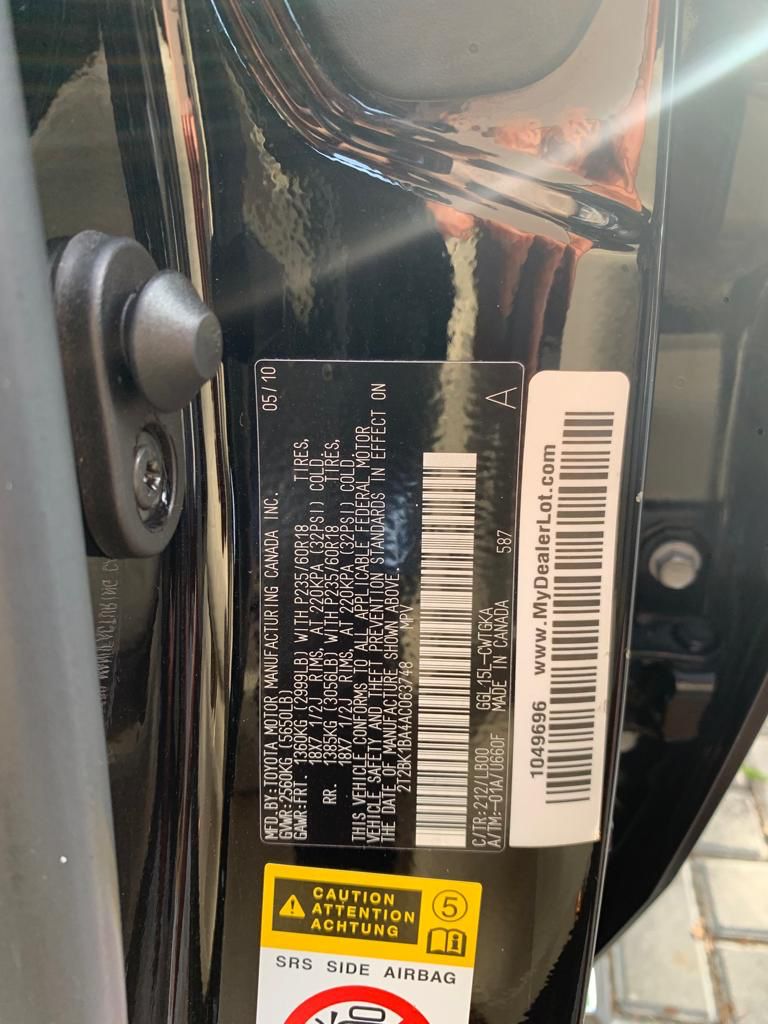 MFD.BY:TOYOTA MOTOR MANUFACTURING CANADA INC. 05/10
GVWR:2560KG(5650LB)
GAWR:FRT 1360KG(2999LB) WITH P235/60R18 TIRES,
18X7 1/2J RIMS, AT 220KPA(32PSI) COLD,
RR. 1385KG(3056LB) WITH P235/60R18 TIRES,
18X7 1/2J RIMS, AT 220KPA(32PSI) COLD.
THIS VEHICLE CONFORMS TO ALL APPLICABLE FEDERAL MOTOR
VEHICLE SAFETY AND THEFT PREVENTION STANDARDS IN EFFECT ON
THE DATE OF MANUFACTURE SHOWN ABOVE.
2T2BK1BA4AC063748 MPV
C/TR:212/LB00 GGL15L-CWTGKA
A/TM:-01A/U660F MADE IN CANADA 587 A
1049696 www.MyDealerLot.com
CAUTION
ATTENTION
ACHTUNG
5
i
SRS SIDE AIRBAG